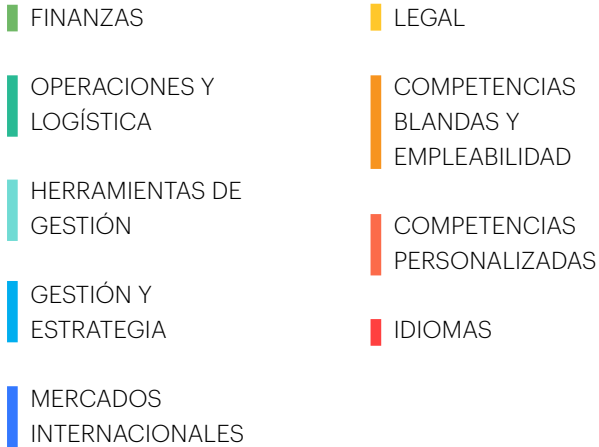 FINANZAS
OPERACIONES Y
LOGÍSTICA
HERRAMIENTAS DE
GESTIÓN
GESTIÓN Y
ESTRATEGIA
MERCADOS
INTERNACIONALES
LEGAL
COMPETENCIAS
BLANDAS Y
EMPLEABILIDAD
COMPETENCIAS
PERSONALIZADAS
IDIOMAS